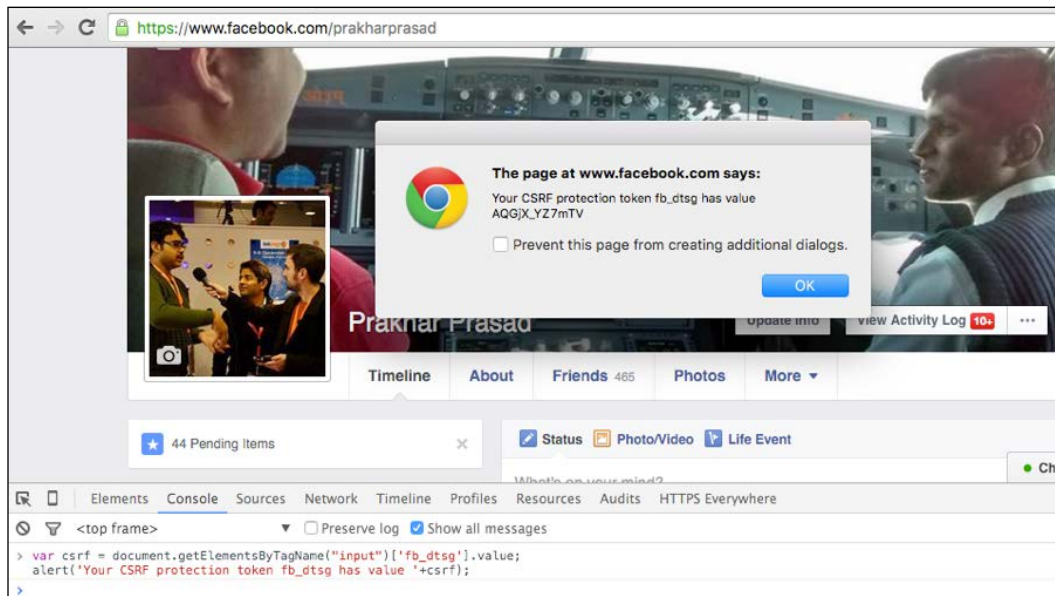 https://www.facebook.com/prakharprasad
The page at www.facebook.com says:
Your CSRF protection token fb_dtsg has value
AQGjX_YZ7mTV
Prevent this page from creating additional dialogs.
OK
Prakhar Prasad
Update Info View Activity Log 10+ ...
Timeline About Friends 465 Photos More
44 Pending Items
Status Photo/Video Life Event
What's on your mind?
Elements Console Sources Network Timeline Profiles Resources Audits HTTPS Everywhere
<top frame> Preserve log Show all messages
> var csrf = document.getElementsByTagName("input")['fb_dtsg'].value;
alert('Your CSRF protection token fb_dtsg has value '+csrf);
>